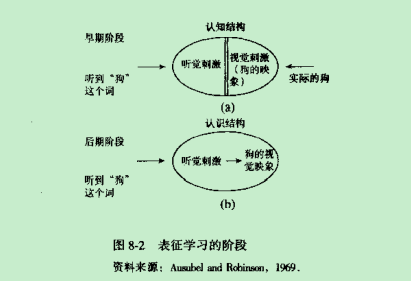 认知结构
早期阶段
听到“狗”
这个词
听觉刺激
视觉刺激
（狗的映
象）
实际的狗
(a)
认识结构
后期阶段
听到“狗”
这个词
听觉刺激
狗的视
觉映象
(b)
图 8-2 表征学习的阶段
资料来源：Ausubel and Robinson, 1969.